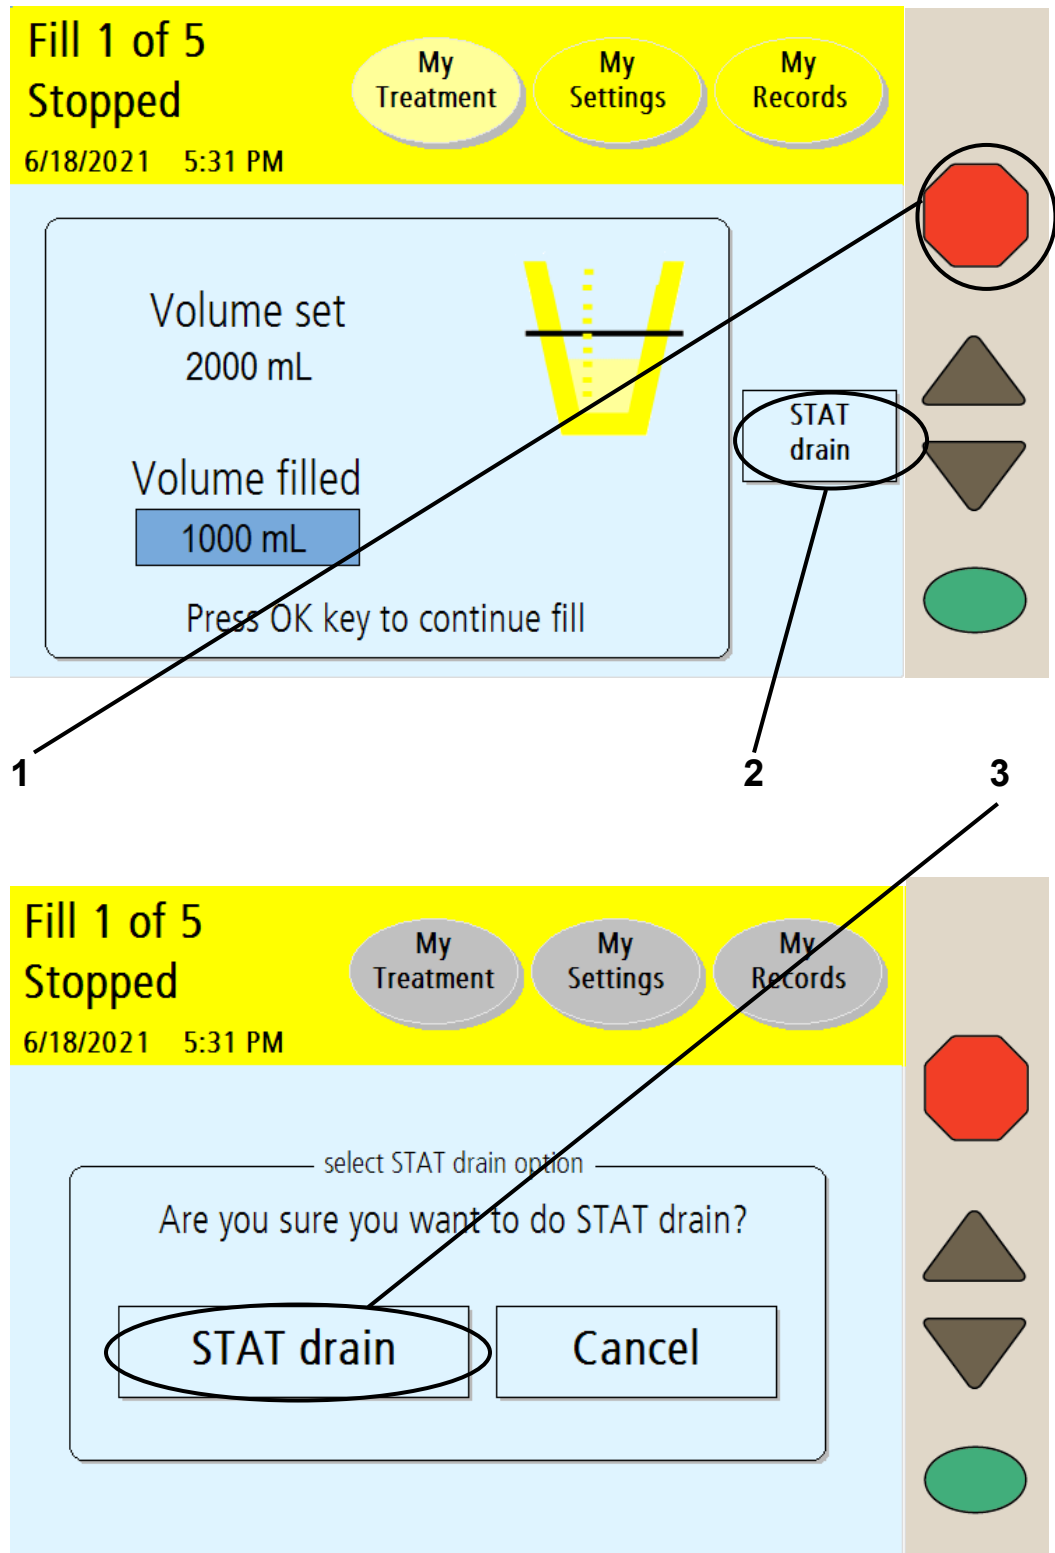 Fill 1 of 5
Stopped
6/18/2021 5:31 PM
My
Treatment
My
Settings
My
Records
Volume set
2000 mL
Volume filled
1000 mL
Press OK key to continue fill
STAT
drain
1
2
3
Fill 1 of 5
Stopped
6/18/2021 5:31 PM
My
Treatment
My
Settings
My
Records
select STAT drain option
Are you sure you want to do STAT drain?
STAT drain
Cancel